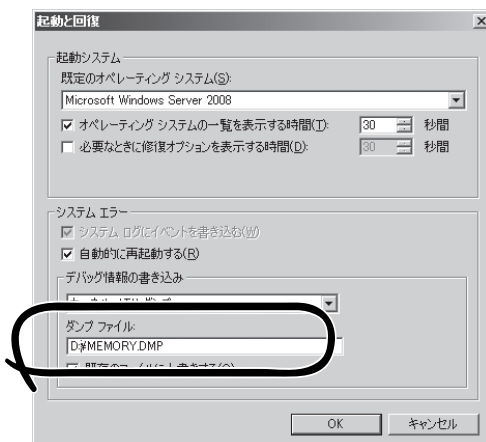 起動と回復
起動システム
既定のオペレーティング システム(S):
Microsoft Windows Server 2008
オペレーティング システムの一覧を表示する時間(T): 30 秒間
必要なときに修復オプションを表示する時間(D): 30 秒間
システム エラー
システム ログにイベントを書き込む(W)
自動的に再起動する(R)
デバッグ情報の書き込み
ダンプ ファイル:
D:¥MEMORY.DMP
OK キャンセル